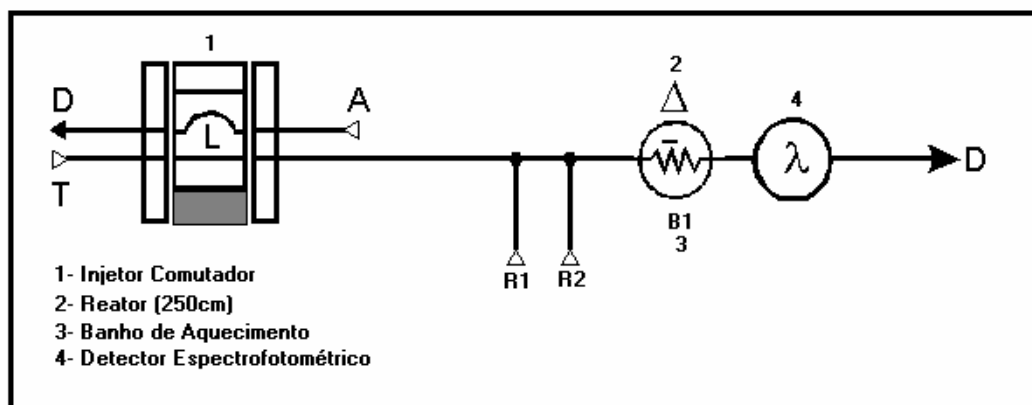 1
D
A
L
T
2
Δ
4
λ
D
B1
3
R1
R2
1- Injetor Comutador
2- Reator (250cm)
3- Banho de Aquecimento
4- Detector Espectrofotométrico